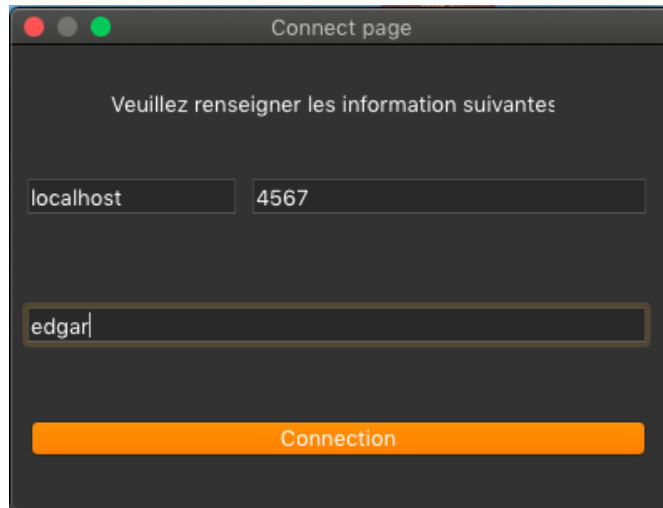 Connect page
Veuillez renseigner les information suivantes
localhost 4567
edgar
Connection